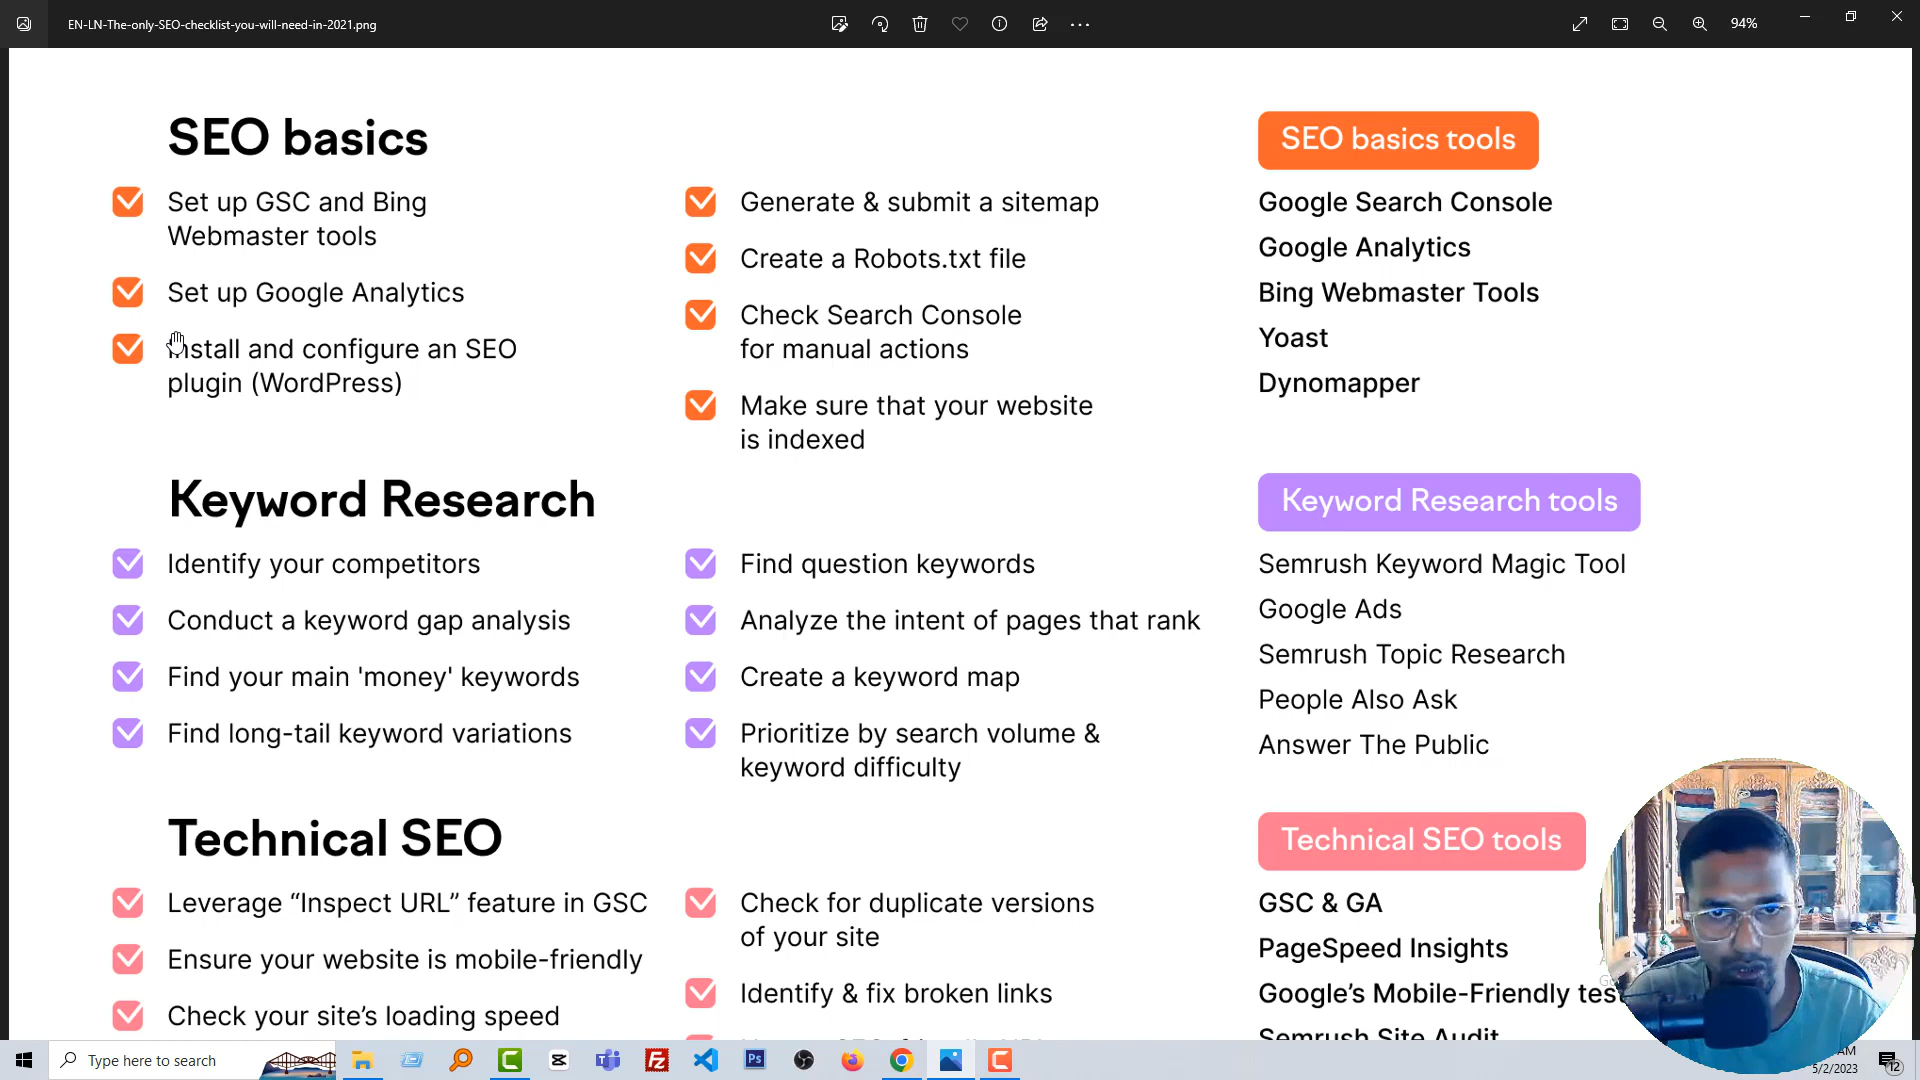 EN-LN-The-only-SEO-checklist-you-will-need-in-2021.png
94%
SEO basics
Set up GSC and Bing
Webmaster tools
Set up Google Analytics
Install and configure an SEO
plugin (WordPress)
Generate & submit a sitemap
Create a Robots.txt file
Check Search Console
for manual actions
Make sure that your website
is indexed
SEO basics tools
Google Search Console
Google Analytics
Bing Webmaster Tools
Yoast
Dynomapper
Keyword Research
Identify your competitors
Conduct a keyword gap analysis
Find your main 'money' keywords
Find long-tail keyword variations
Find question keywords
Analyze the intent of pages that rank
Create a keyword map
Prioritize by search volume &
keyword difficulty
Keyword Research tools
Semrush Keyword Magic Tool
Google Ads
Semrush Topic Research
People Also Ask
Answer The Public
Technical SEO
Leverage “Inspect URL” feature in GSC
Ensure your website is mobile-friendly
Check your site’s loading speed
Check for duplicate versions
of your site
Identify & fix broken links
Technical SEO tools
GSC & GA
PageSpeed Insights
Google’s Mobile-Friendly test
Semrush Site Audit
Type here to search
AM
5/2/2023
12